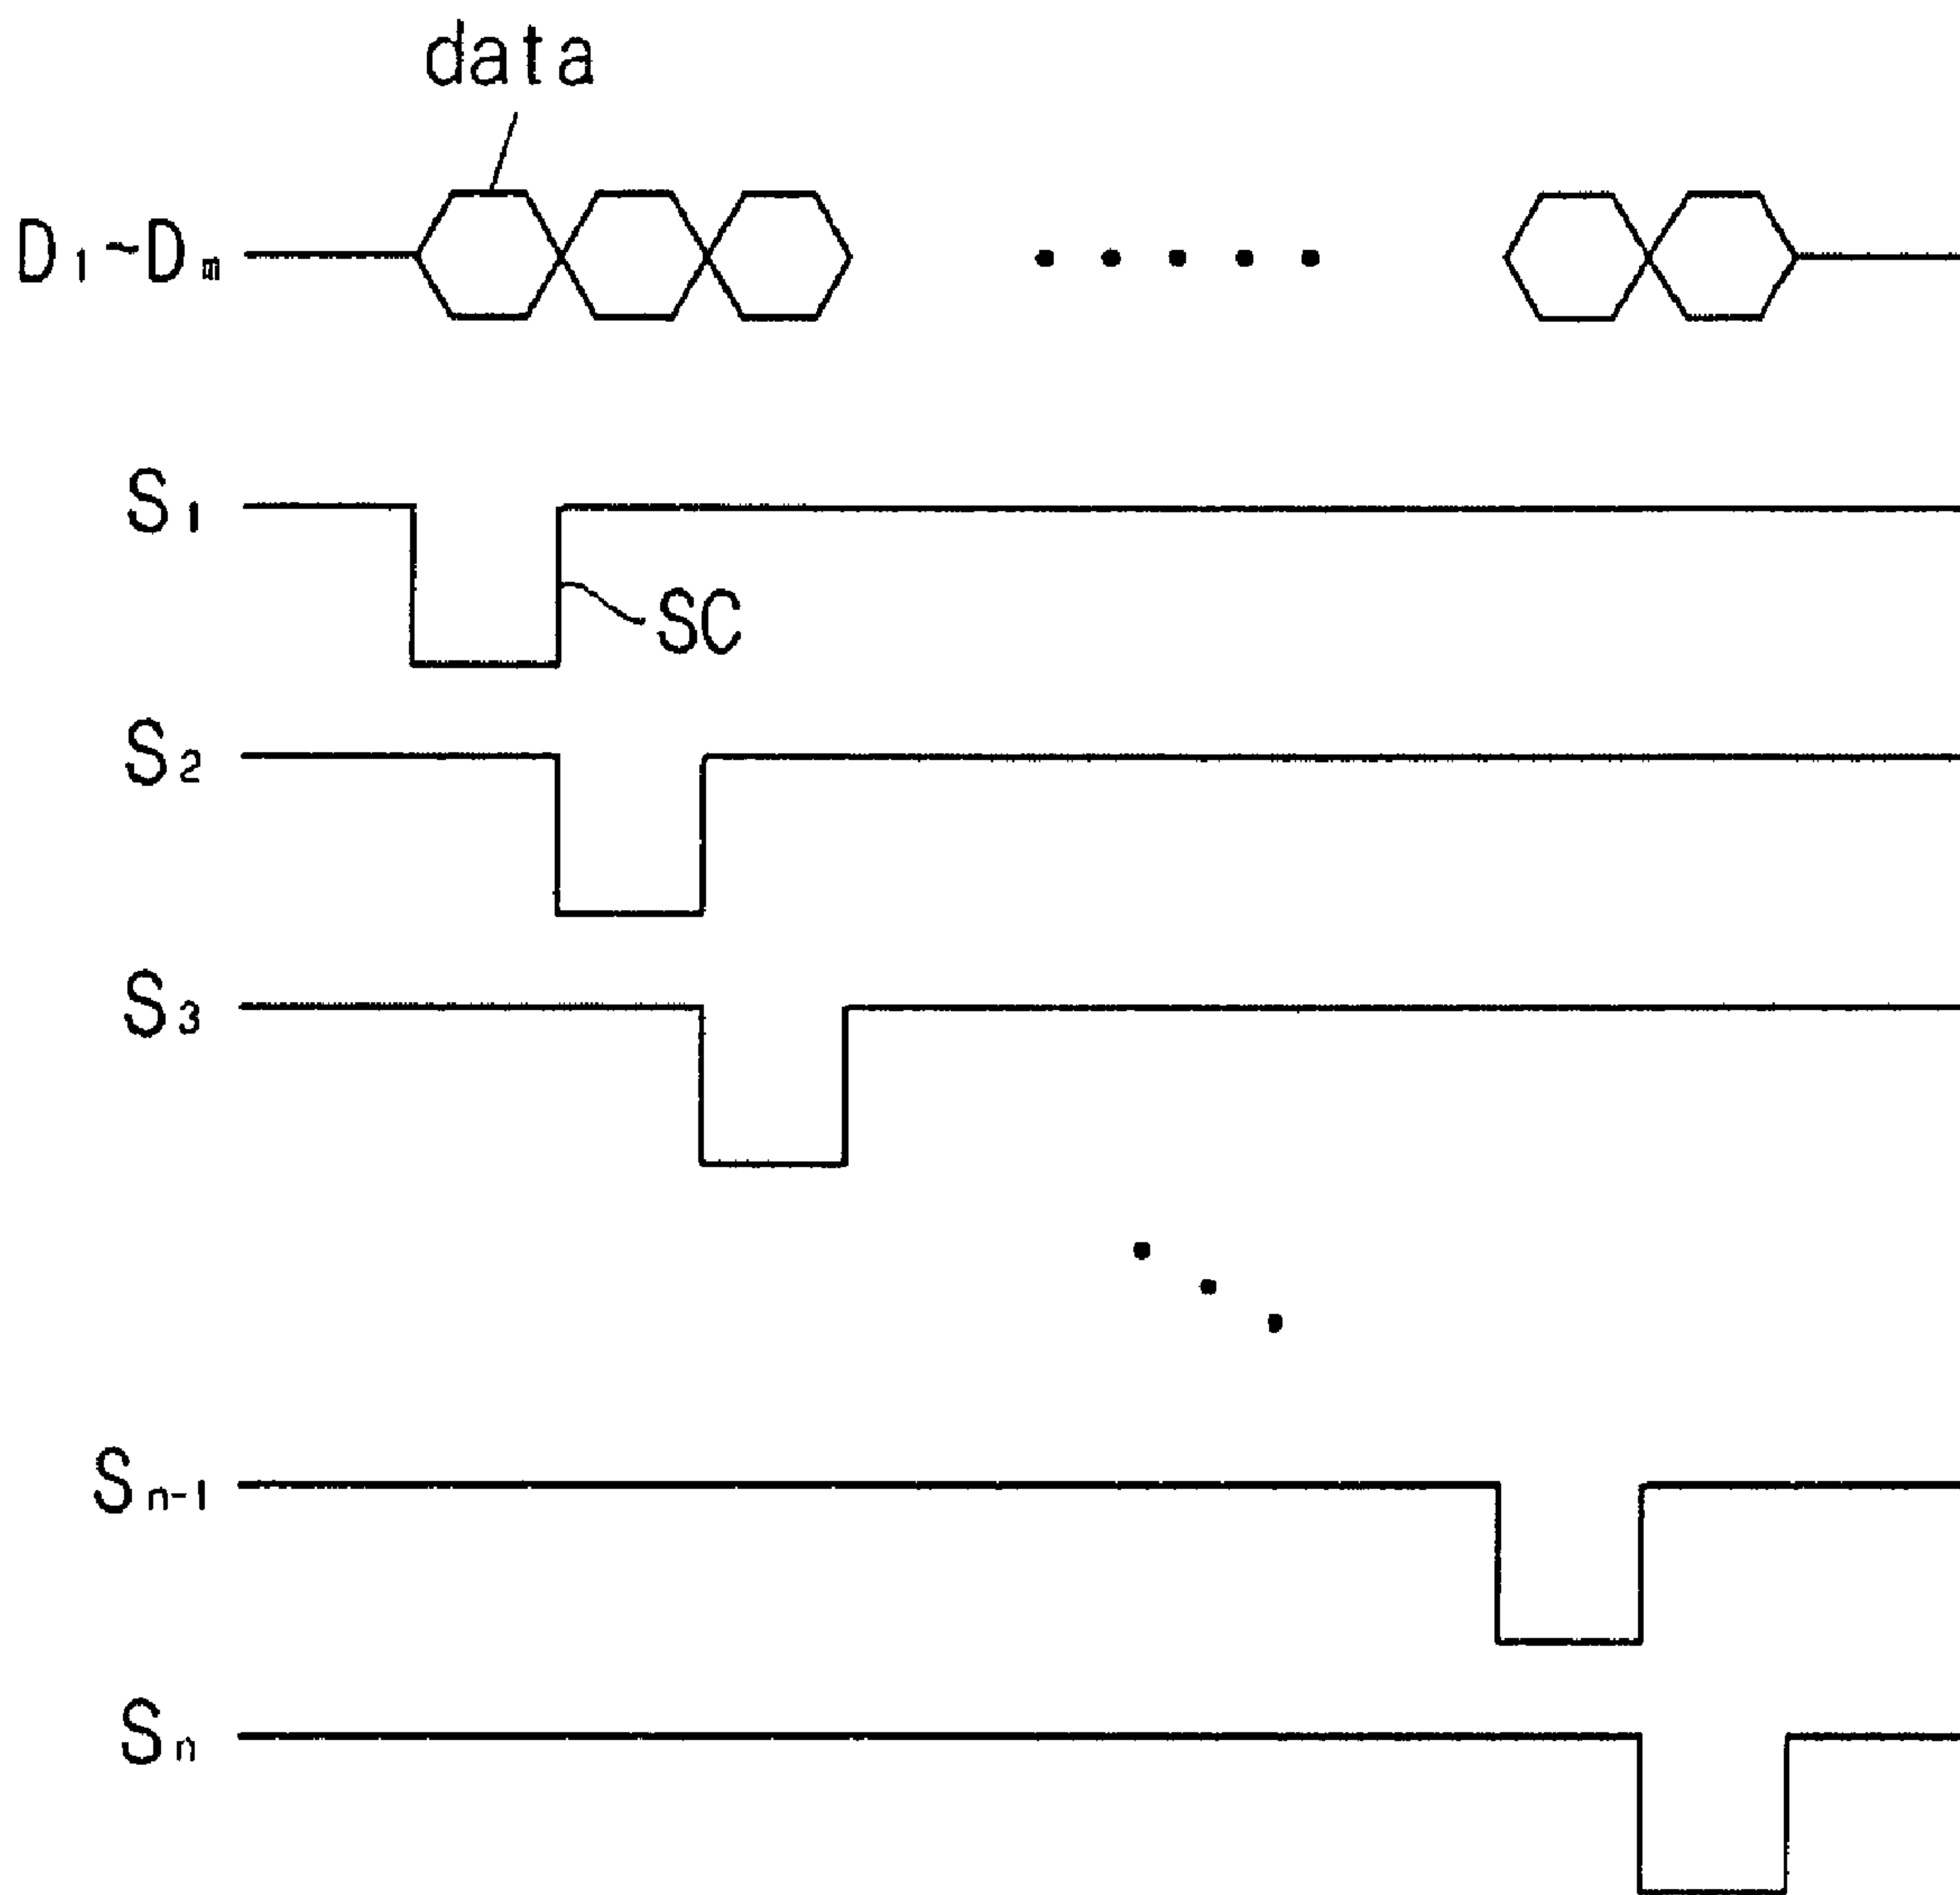 data
D₁~Dₘ
S₁
SC
S₂
S₃
Sₙ₋₁
Sₙ